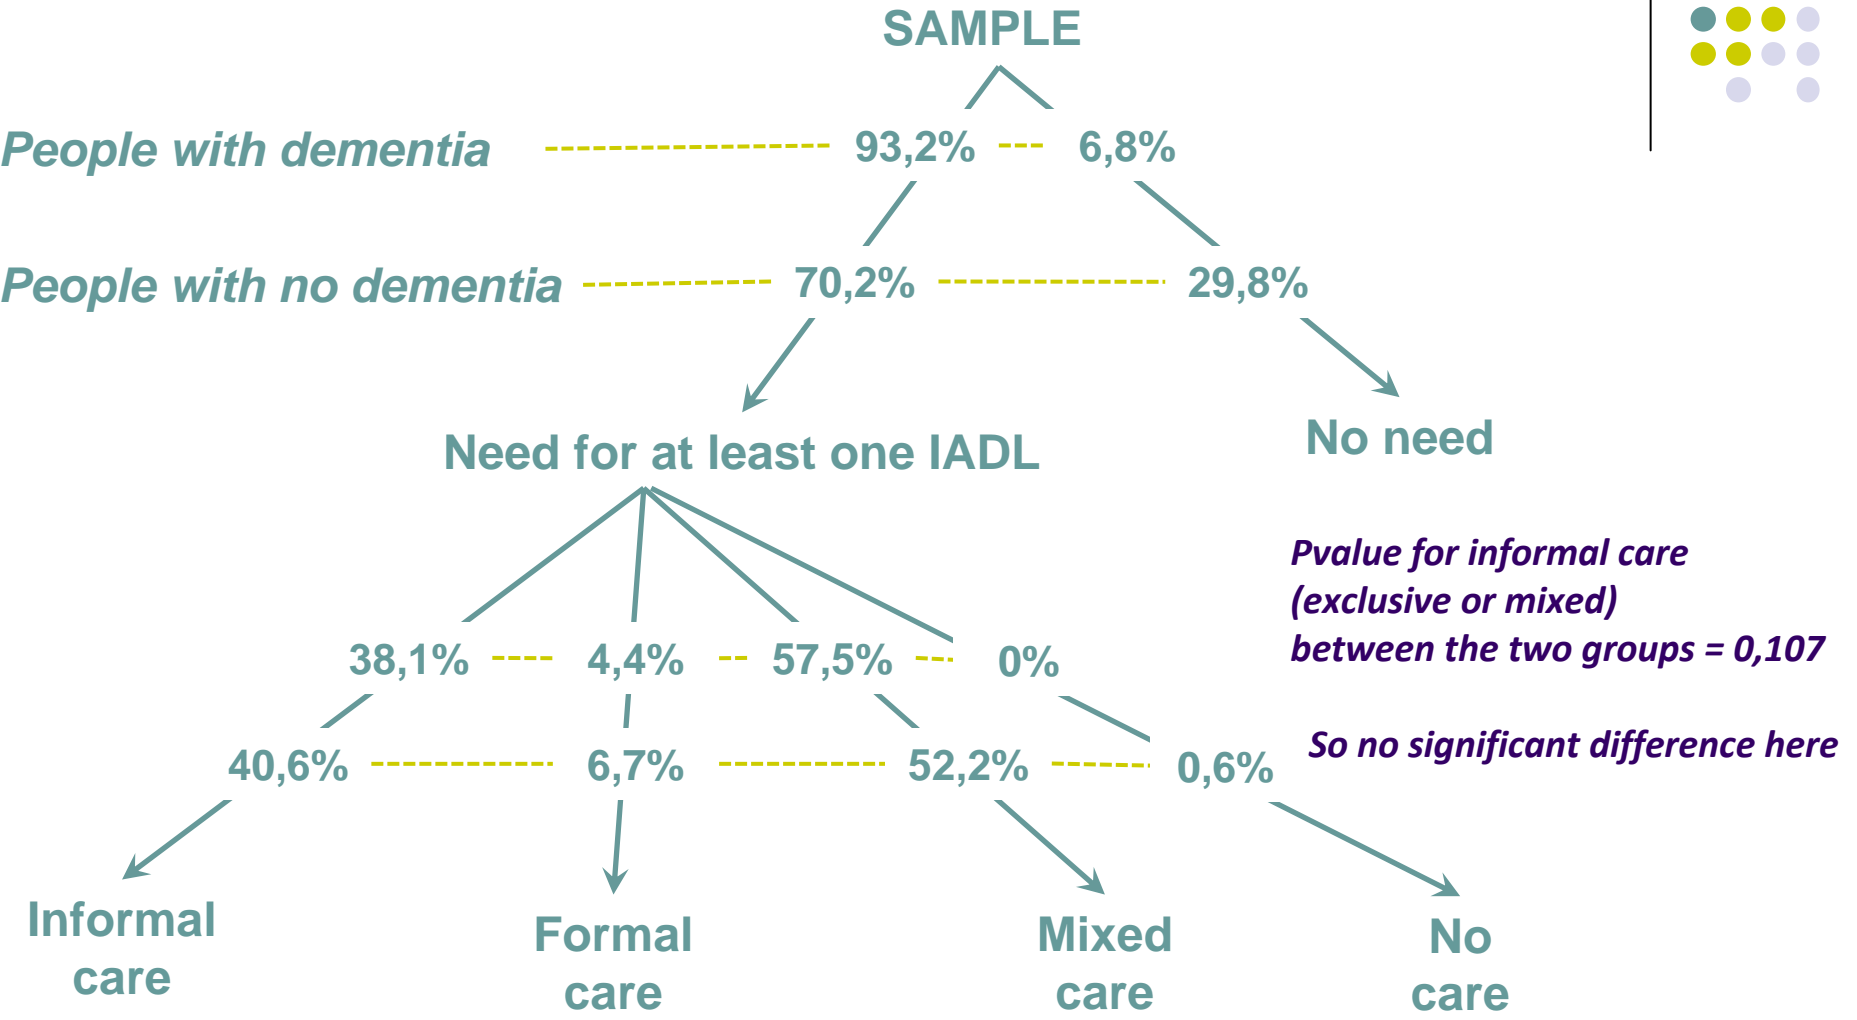 SAMPLE
People with dementia 93,2% 6,8%
People with no dementia 70,2% 29,8%
Need for at least one IADL
No need
Pvalue for informal care
(exclusive or mixed)
between the two groups = 0,107
So no significant difference here
38,1% 4,4% 57,5% 0%
40,6% 6,7% 52,2% 0,6%
Informal
care
Formal
care
Mixed
care
No
care